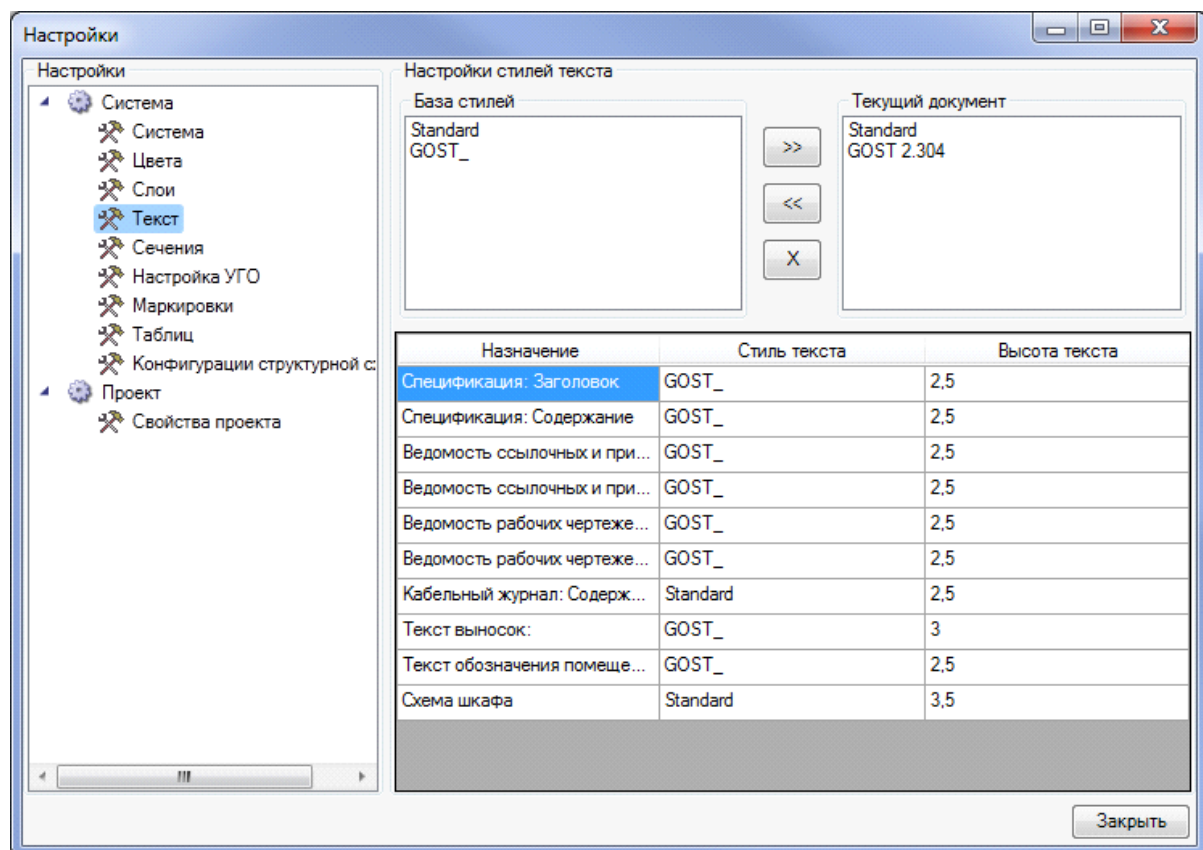 Настройки
Настройки
Система
Система
Цвета
Слои
Текст
Сечения
Настройка УГО
Маркировки
Таблиц
Конфигурации структурной с
Проект
Свойства проекта
Настройки стилей текста
База стилей
Standard
GOST_
>>
<<
X
Текущий документ
Standard
GOST 2.304
Назначение Стиль текста Высота текста
Спецификация: Заголовок GOST_ 2,5
Спецификация: Содержание GOST_ 2,5
Ведомость ссылочных и при... GOST_ 2,5
Ведомость ссылочных и при... GOST_ 2,5
Ведомость рабочих чертеже... GOST_ 2,5
Ведомость рабочих чертеже... GOST_ 2,5
Кабельный журнал: Содерж... Standard 2,5
Текст выносок: GOST_ 3
Текст обозначения помеще... GOST_ 2,5
Схема шкафа Standard 3,5
Закрыть